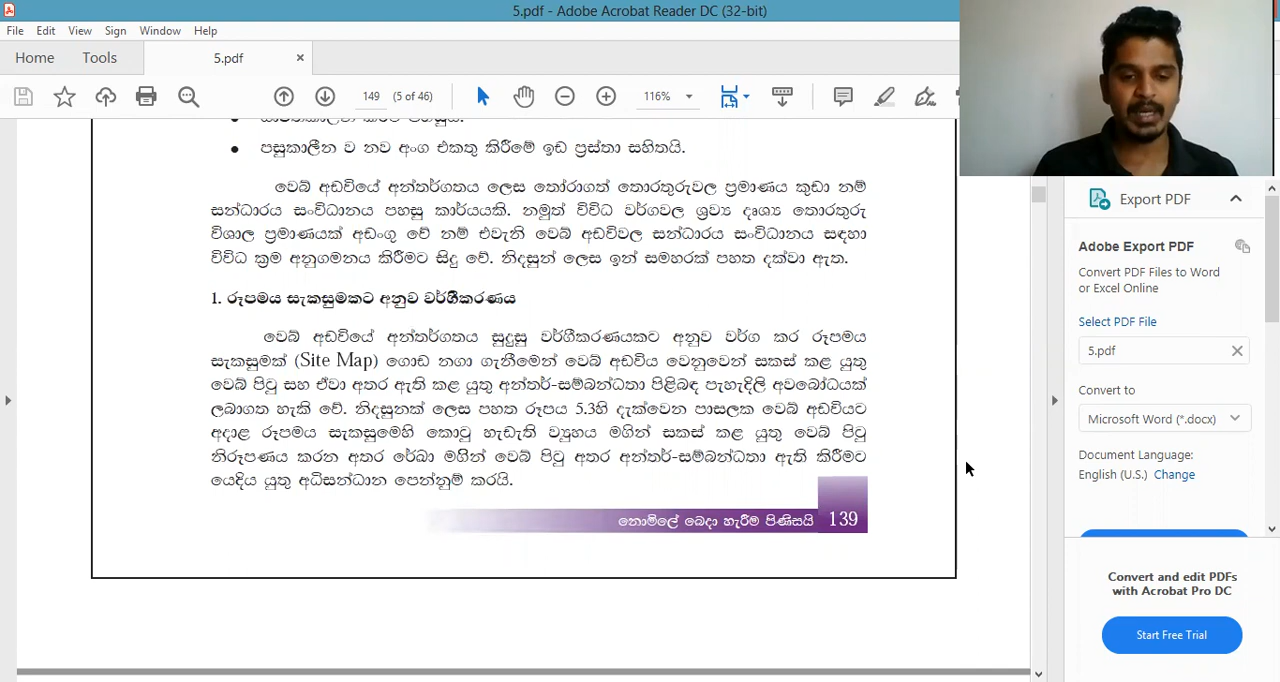 5.pdf - Adobe Acrobat Reader DC (32-bit)
File Edit View Sign Window Help
Home Tools 5.pdf ×
149 (5 of 46) 116%
පසුකාලීන ව නව අංග එකතු කිරීමේ ඉඩ ප්‍රස්තා සහිතයි.
වෙබ් අඩවියේ අන්තර්ගතය ලෙස තෝරාගත් තොරතුරුවල ප්‍රමාණය කුඩා නම්
සන්ධාරය සංවිධානය පහසු කාර්යයකි. නමුත් විවිධ වර්ගවල ශ්‍රව්‍ය දෘශ්‍ය තොරතුරු
විශාල ප්‍රමාණයක් අඩංගු වේ නම් එවැනි වෙබ් අඩවිවල සන්ධාරය සංවිධානය සඳහා
විවිධ ක්‍රම අනුගමනය කිරීමට සිදු වේ. නිදසුන් ලෙස ඉන් සමහරක් පහත දක්වා ඇත.
1. රූපමය සැකසුමකට අනුව වර්ගීකරණය
වෙබ් අඩවියේ අන්තර්ගතය සුදුසු වර්ගීකරණයකට අනුව වර්ග කර රූපමය
සැකසුමක් (Site Map) ගොඩ නගා ගැනීමෙන් වෙබ් අඩවිය වෙනුවෙන් සකස් කළ යුතු
වෙබ් පිටු සහ ඒවා අතර ඇති කළ යුතු අන්තර්-සම්බන්ධතා පිළිබඳ පැහැදිලි අවබෝධයක්
ලබාගත හැකි වේ. නිදසුනක් ලෙස පහත රූපය 5.3හි දැක්වෙන පාසලක වෙබ් අඩවියට
අදාළ රූපමය සැකසුමෙහි කොටු හැඩැති ව්‍යුහය මගින් සකස් කළ යුතු වෙබ් පිටු
නිරූපණය කරන අතර රේඛා මගින් වෙබ් පිටු අතර අන්තර්-සම්බන්ධතා ඇති කිරීමට
යෙදිය යුතු අධිසන්ධාන පෙන්නුම් කරයි.
නොමිලේ බෙදා හැරීම පිණිසයි 139
Export PDF
Adobe Export PDF
Convert PDF Files to Word
or Excel Online
Select PDF File
5.pdf ×
Convert to
Microsoft Word (*.docx)
Document Language:
English (U.S.) Change
Convert and edit PDFs
with Acrobat Pro DC
Start Free Trial